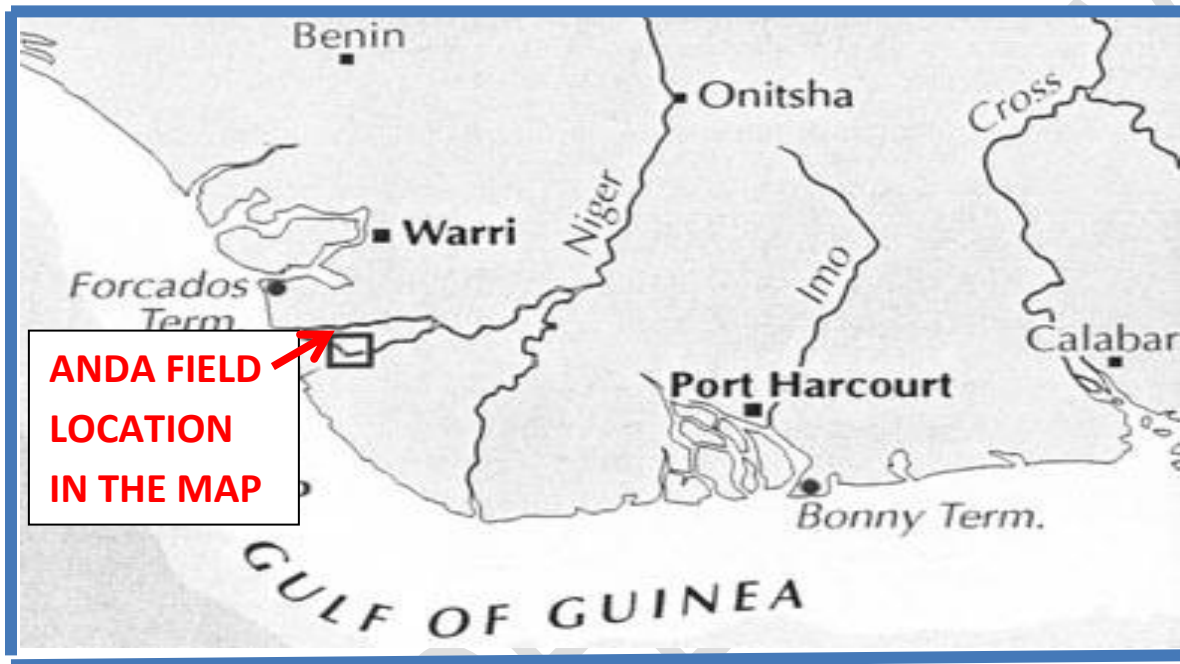 Benin
Onitsha
Cross
Niger
Warri
Imo
Forcados
Term.
Calabar
ANDA FIELD
LOCATION
IN THE MAP
Port Harcourt
Bonny Term.
GULF OF GUINEA